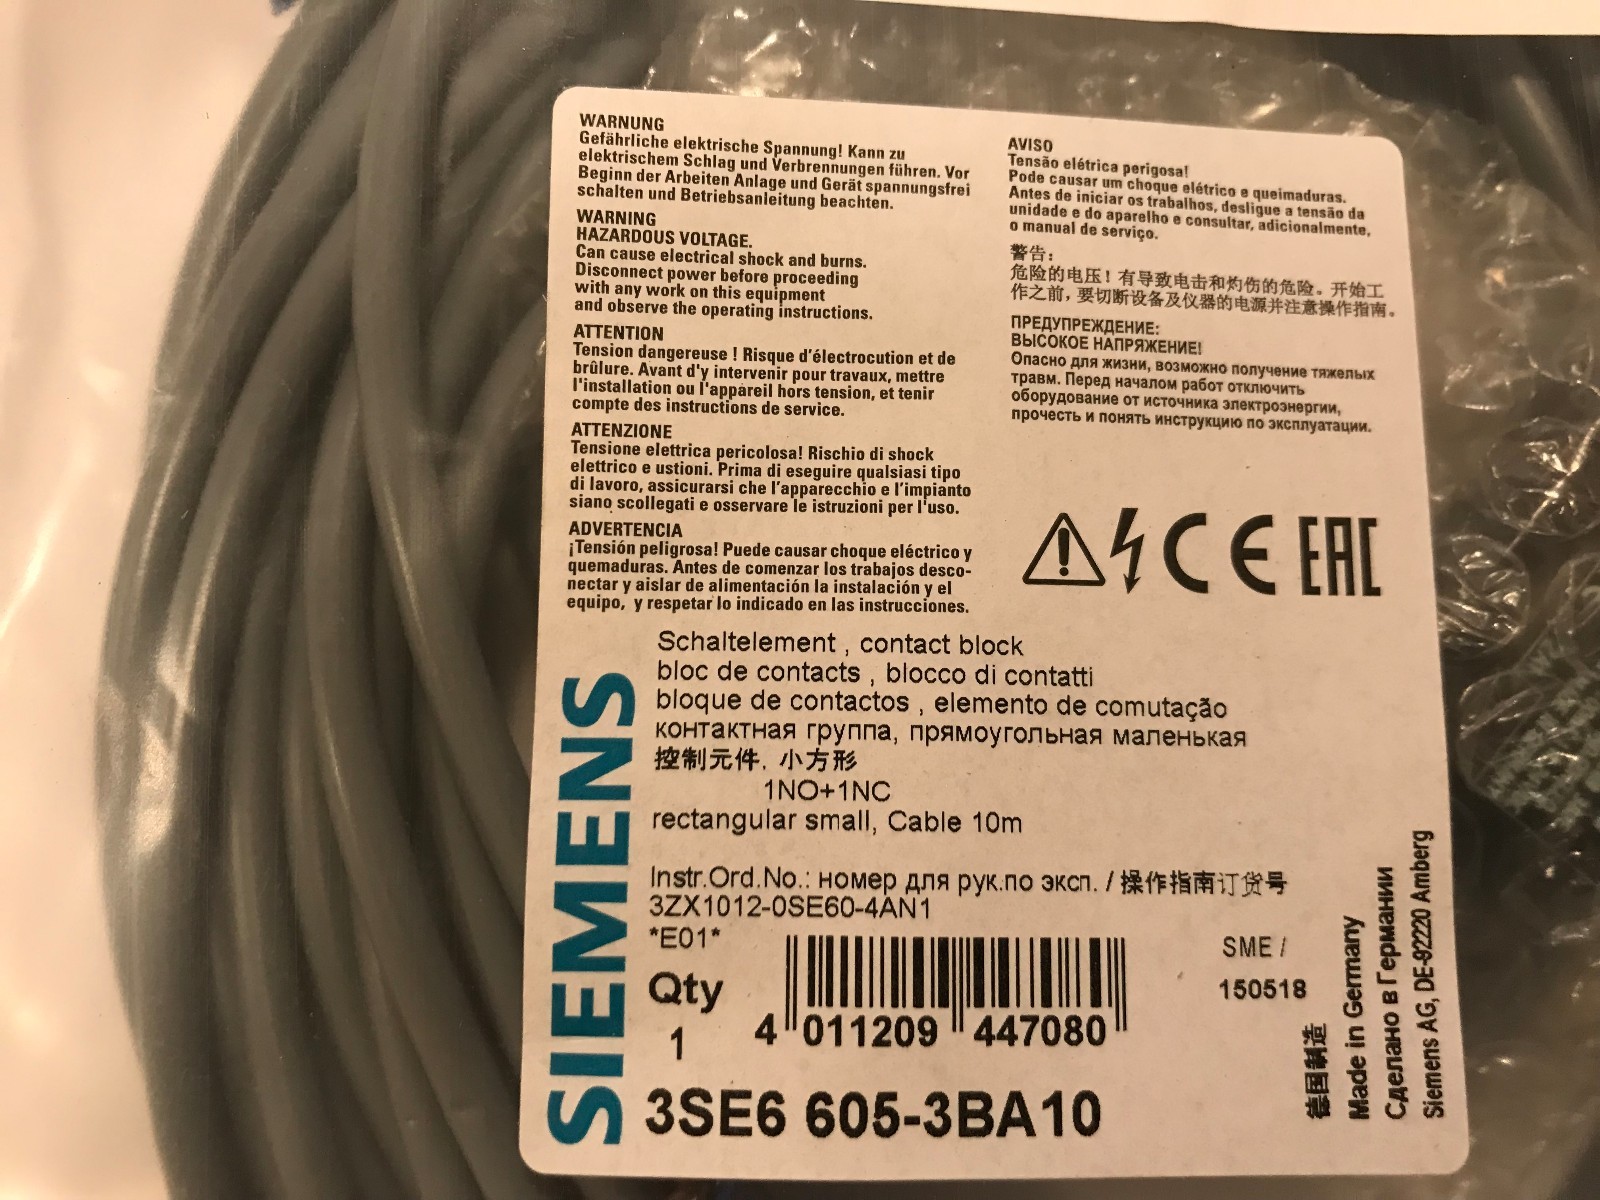 WARNUNG
Gefährliche elektrische Spannung! Kann zu
elektrischem Schlag und Verbrennungen führen. Vor
Beginn der Arbeiten Anlage und Gerät spannungsfrei
schalten und Betriebsanleitung beachten.
WARNING
HAZARDOUS VOLTAGE.
Can cause electrical shock and burns.
Disconnect power before proceeding
with any work on this equipment
and observe the operating instructions.
ATTENTION
Tension dangereuse ! Risque d'électrocution et de
brûlure. Avant d'y intervenir pour travaux, mettre
l'installation ou l'appareil hors tension, et tenir
compte des instructions de service.
ATTENZIONE
Tensione elettrica pericolosa! Rischio di shock
elettrico e ustioni. Prima di eseguire qualsiasi tipo
di lavoro, assicurarsi che l'apparecchio e l'impianto
siano scollegati e osservare le istruzioni per l'uso.
ADVERTENCIA
¡Tensión peligrosa! Puede causar choque eléctrico y
quemaduras. Antes de comenzar los trabajos desco-
nectar y aislar de alimentación la instalación y el
equipo, y respetar lo indicado en las instrucciones.
AVISO
Tensão elétrica perigosa!
Pode causar um choque elétrico e queimaduras.
Antes de iniciar os trabalhos, desligue a tensão da
unidade e do aparelho e consultar, adicionalmente,
o manual de serviço.
警告：
危险的电压！有导致电击和灼伤的危险。开始工
作之前，要切断设备及仪器的电源并注意操作指南。
ПРЕДУПРЕЖДЕНИЕ:
ВЫСОКОЕ НАПРЯЖЕНИЕ!
Опасно для жизни, возможно получение тяжелых
травм. Перед началом работ отключить
оборудование от источника электроэнергии,
прочесть и понять инструкцию по эксплуатации.
CE EAC
SIEMENS
Schaltelement , contact block
bloc de contacts , blocco di contatti
bloque de contactos , elemento de comutação
контактная группа, прямоугольная маленькая
控制元件, 小方形
1NO+1NC
rectangular small, Cable 10m
Instr.Ord.No.: номер для рук.по эксп. / 操作指南订货号
3ZX1012-0SE60-4AN1
*E01*
Qty
1
4 011209 447080
SME /
150518
3SE6 605-3BA10
德国制造
Made in Germany
Сделано в Германии
Siemens AG, DE-92220 Amberg